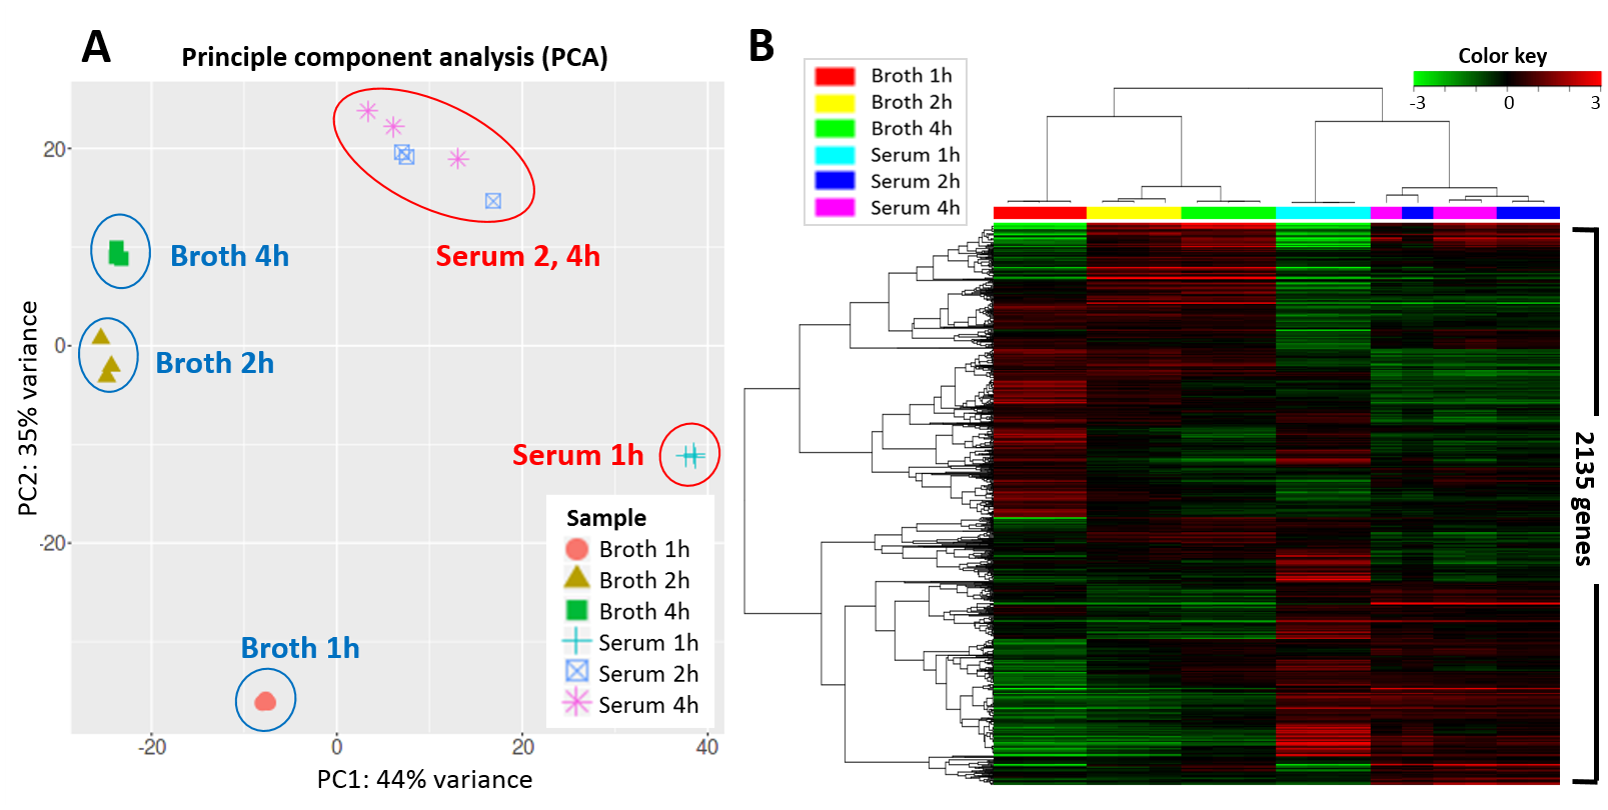 A
Principle component analysis (PCA)
20
0
-20
PC2: 35% variance
Broth 4h
Broth 2h
Broth 1h
Serum 2, 4h
Serum 1h
Sample
Broth 1h
Broth 2h
Broth 4h
Serum 1h
Serum 2h
Serum 4h
-20
0
20
40
PC1: 44% variance
B
Broth 1h
Broth 2h
Broth 4h
Serum 1h
Serum 2h
Serum 4h
Color key
-3
0
3
2135 genes